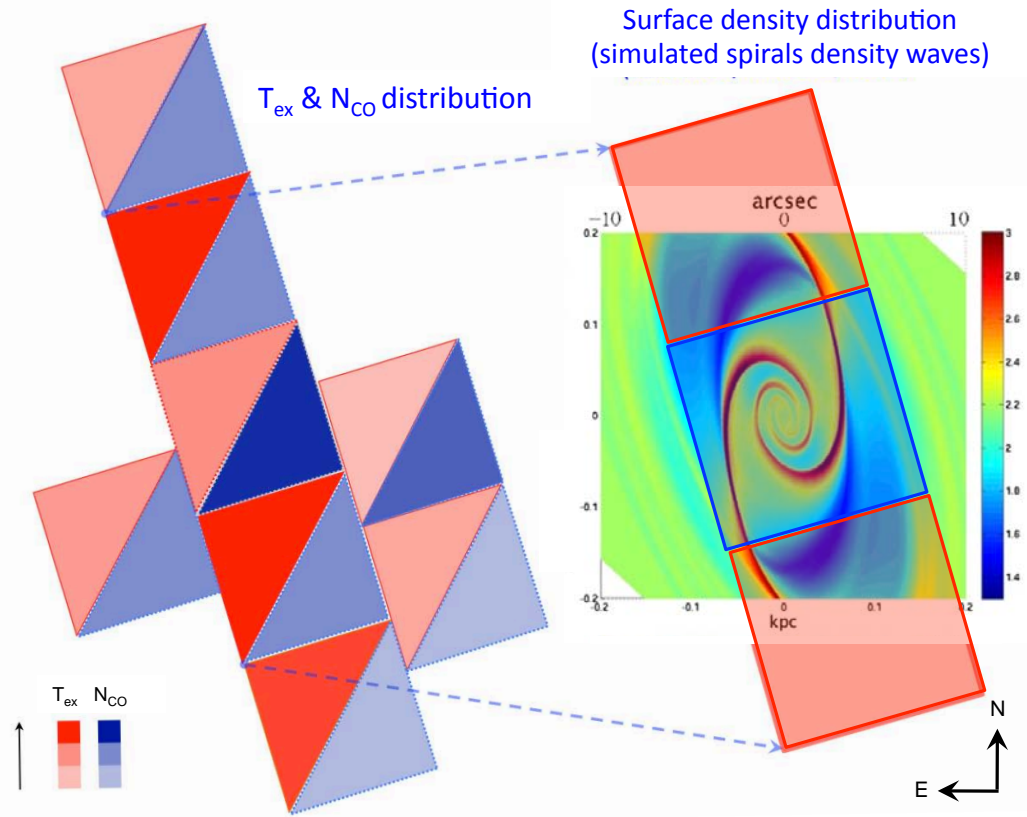 Surface density distribution
(simulated spirals density waves)
T_ex & N_CO distribution
arcsec
−10 0 10
0.2
0.1
0
-0.1
-0.2
-0.2 -0.1 0 0.1 0.2
kpc
3
2.8
2.6
2.4
2.2
2
1.8
1.6
1.4
T_ex N_CO
N
E